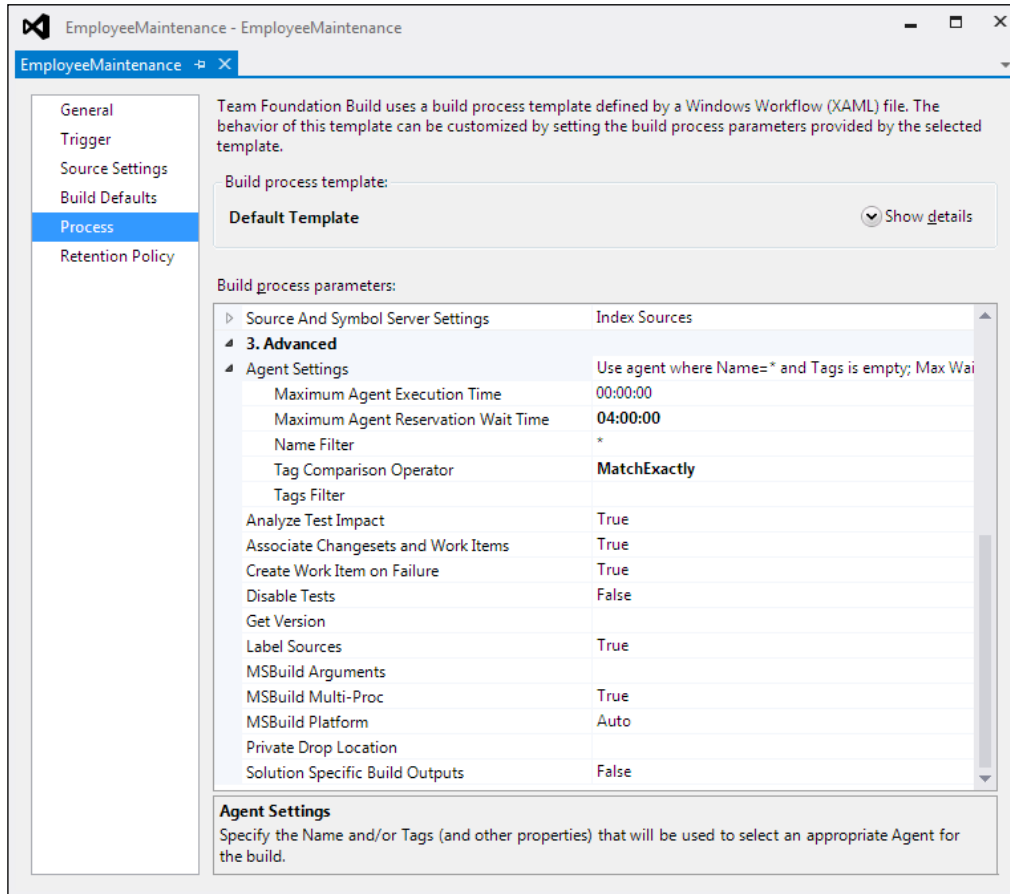 EmployeeMaintenance - EmployeeMaintenance
EmployeeMaintenance
General
Trigger
Source Settings
Build Defaults
Process
Retention Policy
Team Foundation Build uses a build process template defined by a Windows Workflow (XAML) file. The
behavior of this template can be customized by setting the build process parameters provided by the selected
template.
Build process template:
Default Template Show details
Build process parameters:
Source And Symbol Server Settings Index Sources
3. Advanced
Agent Settings Use agent where Name=* and Tags is empty; Max Wai
Maximum Agent Execution Time 00:00:00
Maximum Agent Reservation Wait Time 04:00:00
Name Filter *
Tag Comparison Operator MatchExactly
Tags Filter
Analyze Test Impact True
Associate Changesets and Work Items True
Create Work Item on Failure True
Disable Tests False
Get Version
Label Sources True
MSBuild Arguments
MSBuild Multi-Proc True
MSBuild Platform Auto
Private Drop Location
Solution Specific Build Outputs False
Agent Settings
Specify the Name and/or Tags (and other properties) that will be used to select an appropriate Agent for
the build.